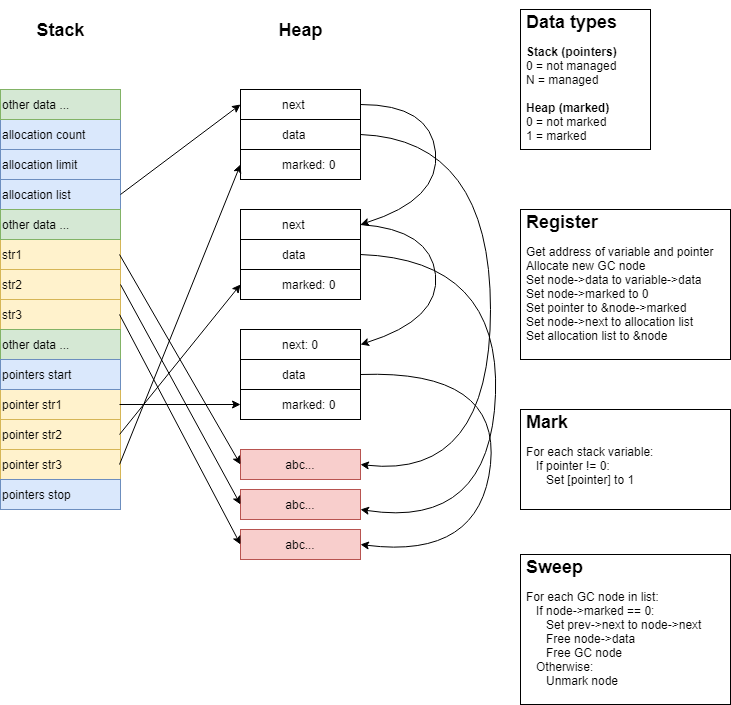 Stack
other data ...
allocation count
allocation limit
allocation list
other data ...
str1
str2
str3
other data ...
pointers start
pointer str1
pointer str2
pointer str3
pointers stop
Heap
next
data
marked: 0
next
data
marked: 0
next: 0
data
marked: 0
abc...
abc...
abc...
Data types
Stack (pointers)
0 = not managed
N = managed
Heap (marked)
0 = not marked
1 = marked
Register
Get address of variable and pointer
Allocate new GC node
Set node->data to variable->data
Set node->marked to 0
Set pointer to &node->marked
Set node->next to allocation list
Set allocation list to &node
Mark
For each stack variable:
If pointer != 0:
Set [pointer] to 1
Sweep
For each GC node in list:
If node->marked == 0:
Set prev->next to node->next
Free node->data
Free GC node
Otherwise:
Unmark node